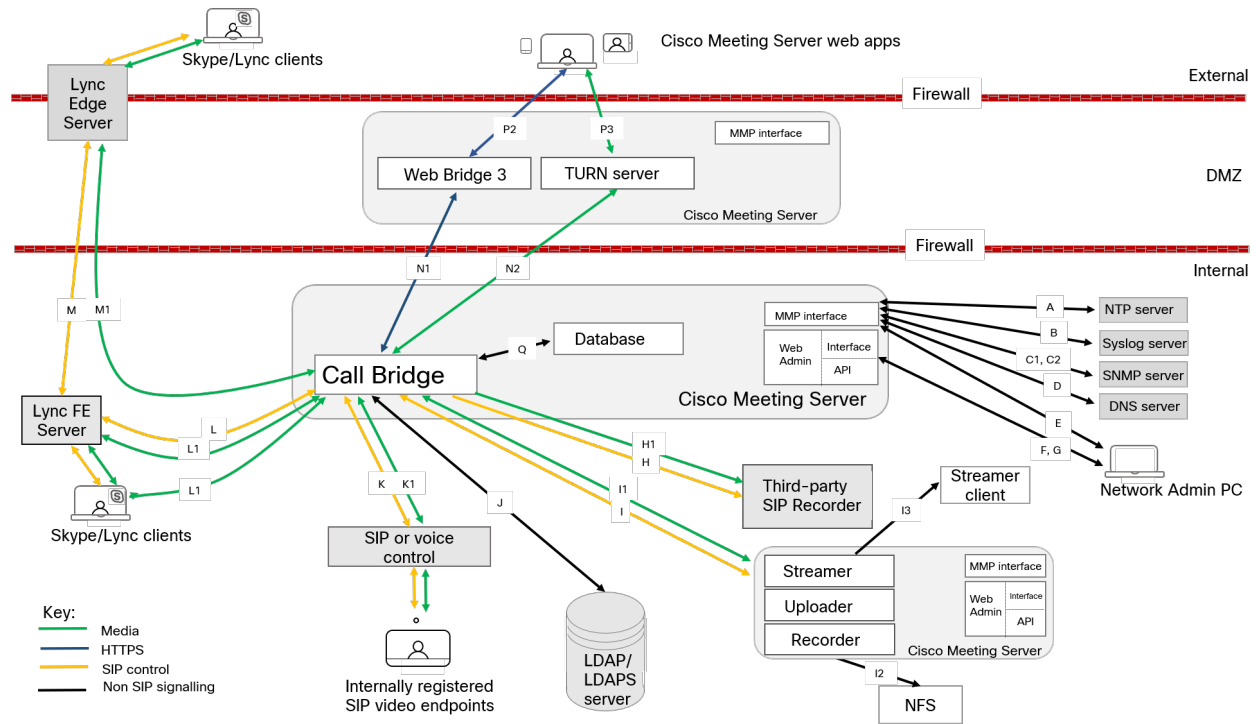 Skype/Lync clients
Cisco Meeting Server web apps
External
Lync
Edge
Server
Firewall
P2
P3
MMP interface
Web Bridge 3
TURN server
DMZ
Cisco Meeting Server
Firewall
N1
N2
Internal
M
M1
MMP interface
Web
Admin
Interface
API
A
NTP server
B
Syslog server
C1, C2
SNMP server
D
DNS server
E
F, G
Network Admin PC
Q
Database
Call Bridge
Cisco Meeting Server
Lync FE
Server
L
L1
L1
Skype/Lync clients
K
K1
J
H1
H
I1
I
Third-party
SIP Recorder
Streamer
client
I3
SIP or voice
control
Streamer
Uploader
Recorder
MMP interface
Web
Admin
Interface
API
Cisco Meeting Server
I2
NFS
LDAP/
LDAPS
server
Internally registered
SIP video endpoints
Key:
Media
HTTPS
SIP control
Non SIP signalling